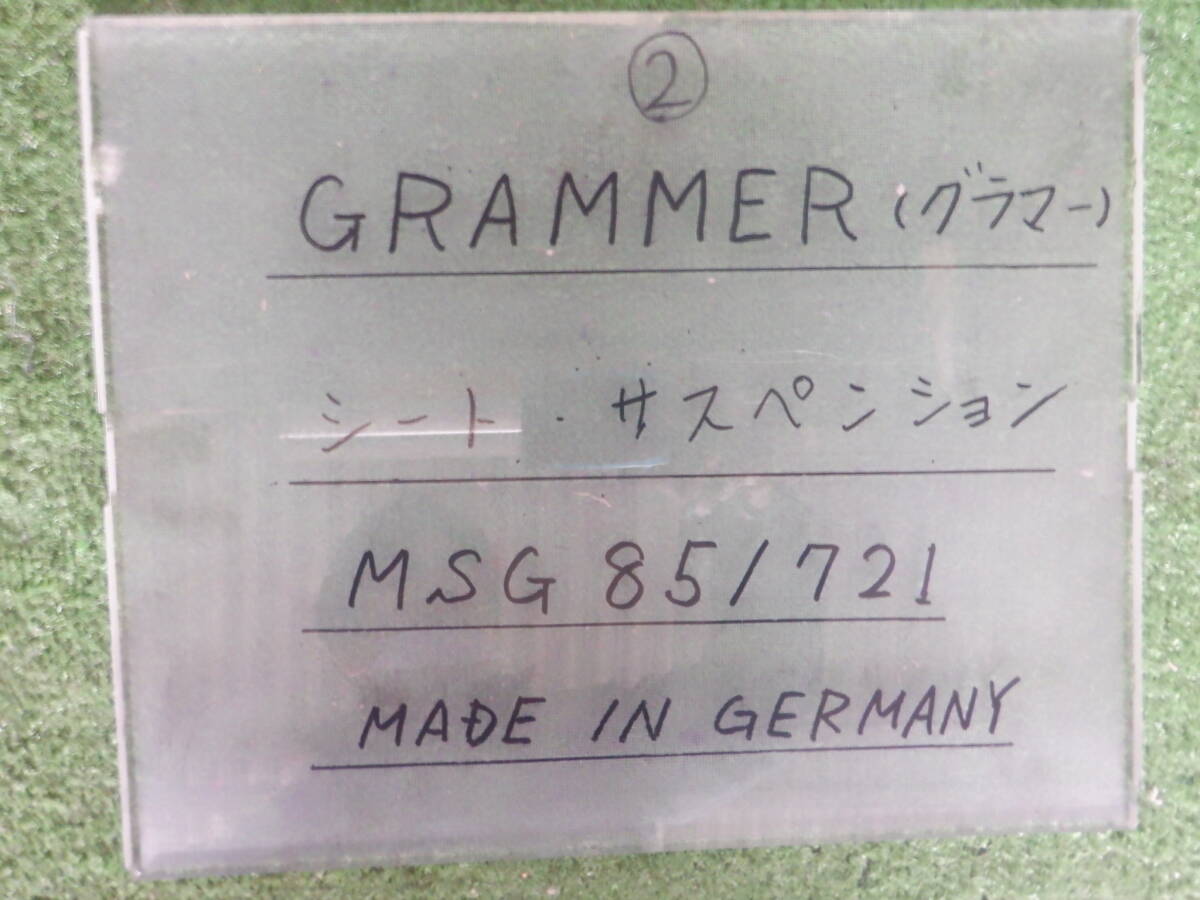 ②
GRAMMER (グラマー)
シート・サスペンション
MSG 85/721
MADE IN GERMANY